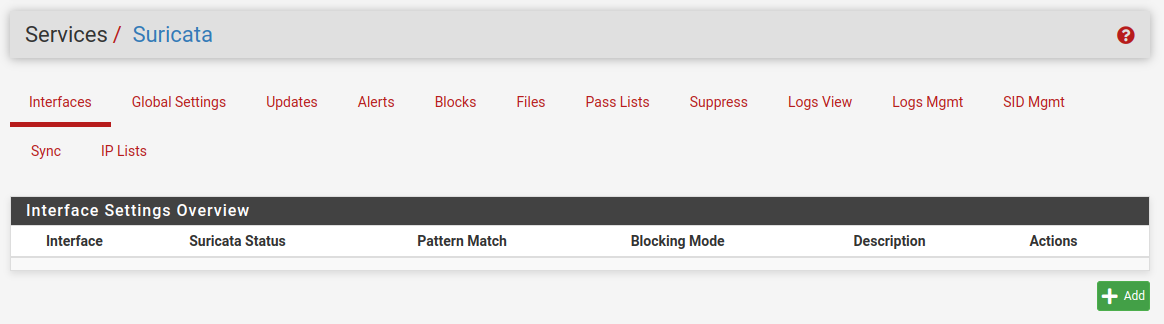 Services / Suricata
Interfaces Global Settings Updates Alerts Blocks Files Pass Lists Suppress Logs View Logs Mgmt SID Mgmt
Sync IP Lists
Interface Settings Overview
Interface Suricata Status Pattern Match Blocking Mode Description Actions
Add